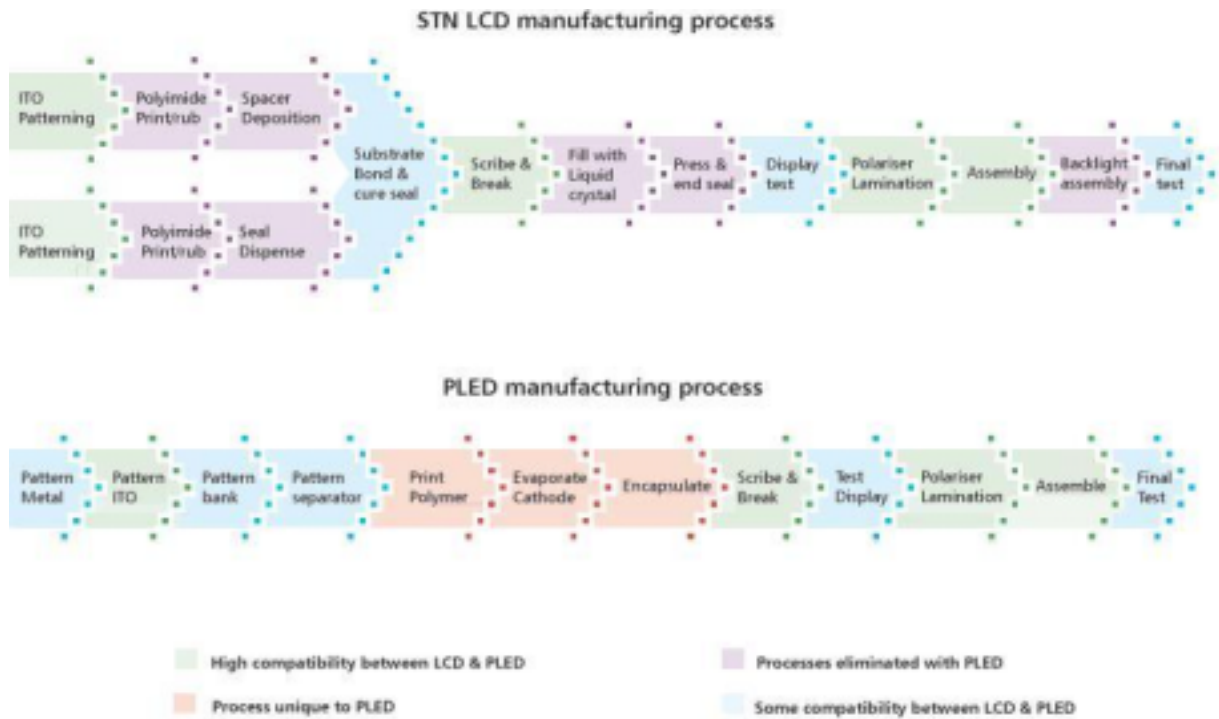 STN LCD manufacturing process
ITO
Patterning
Polyimide
Print/rub
Spacer
Deposition
ITO
Patterning
Polyimide
Print/rub
Seal
Dispense
Substrate
Bond &
cure seal
Scribe &
Break
Fill with
Liquid
crystal
Press &
end seal
Display
test
Polariser
Lamination
Assembly
Backlight
assembly
Final
test
PLED manufacturing process
Pattern
Metal
Pattern
ITO
Pattern
bank
Pattern
separator
Print
Polymer
Evaporate
Cathode
Encapsulate
Scribe &
Break
Test
Display
Polariser
Lamination
Assemble
Final
Test
High compatibility between LCD & PLED
Process unique to PLED
Processes eliminated with PLED
Some compatibility between LCD & PLED